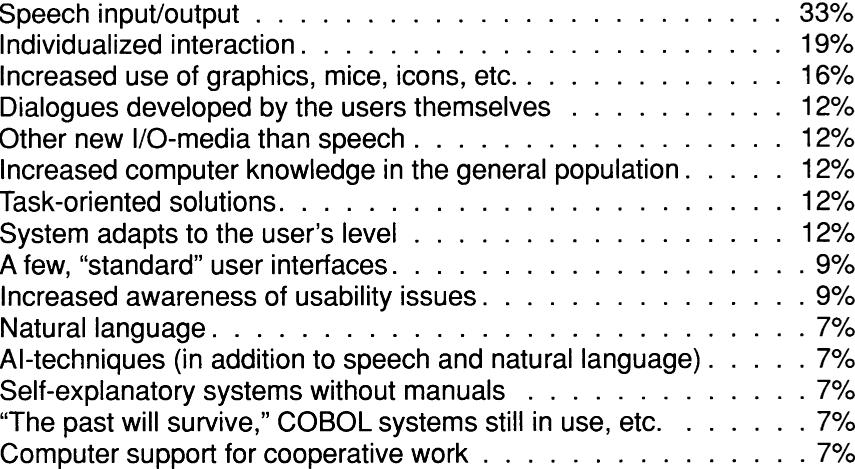 Speech input/output . . . . . . . . . . . . . . . . . . . . . . . . 33%
Individualized interaction . . . . . . . . . . . . . . . . . . . . . . 19%
Increased use of graphics, mice, icons, etc. . . . . . . . . . . . . 16%
Dialogues developed by the users themselves . . . . . . . . . . 12%
Other new I/O-media than speech . . . . . . . . . . . . . . . . . 12%
Increased computer knowledge in the general population . . . . . 12%
Task-oriented solutions. . . . . . . . . . . . . . . . . . . . . . . 12%
System adapts to the user's level . . . . . . . . . . . . . . . . . 12%
A few, “standard” user interfaces. . . . . . . . . . . . . . . . . . . 9%
Increased awareness of usability issues . . . . . . . . . . . . . . . 9%
Natural language . . . . . . . . . . . . . . . . . . . . . . . . . . . 7%
AI-techniques (in addition to speech and natural language) . . . . . 7%
Self-explanatory systems without manuals . . . . . . . . . . . . . 7%
“The past will survive,” COBOL systems still in use, etc. . . . . . . 7%
Computer support for cooperative work . . . . . . . . . . . . . . . 7%